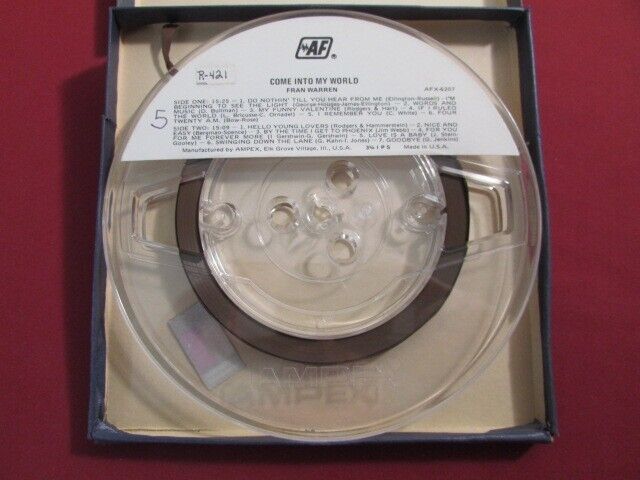 AF ®
R-421
5
COME INTO MY WORLD
FRAN WARREN
AFX-6207
SIDE ONE: 15:25 — 1. DO NOTHIN' TILL YOU HEAR FROM ME (Ellington-Russell) - I'M
BEGINNING TO SEE THE LIGHT (George-Hodges-James-Ellington) — 2. WORDS AND
MUSIC (D. Bollman) — 3. MY FUNNY VALENTINE (Rodgers & Hart) — 4. IF I RULED
THE WORLD (L. Bricusse-C. Ornadel) — 5. I REMEMBER YOU (C. White) — 6. FOUR
TWENTY A.M. (Bow-Rose)
SIDE TWO: 15:09 — 1. HELLO YOUNG LOVERS (Rodgers & Hammerstein) — 2. NICE AND
EASY (Bergman-Spence) — 3. BY THE TIME I GET TO PHOENIX (Jim Webb) — 4. FOR YOU
FOR ME FOREVER MORE (I. Gershwin-G. Gershwin) — 5. LOVE IS A BABY (L. Stein-
Gooley) — 6. SWINGING DOWN THE LANE (G. Kahn-I. Jones) — 7. GOODBYE (G. Jenkins)
Manufactured by AMPEX, Elk Grove Village, Ill., U.S.A. 3¾ I P S Made in U.S.A.
AMPEX